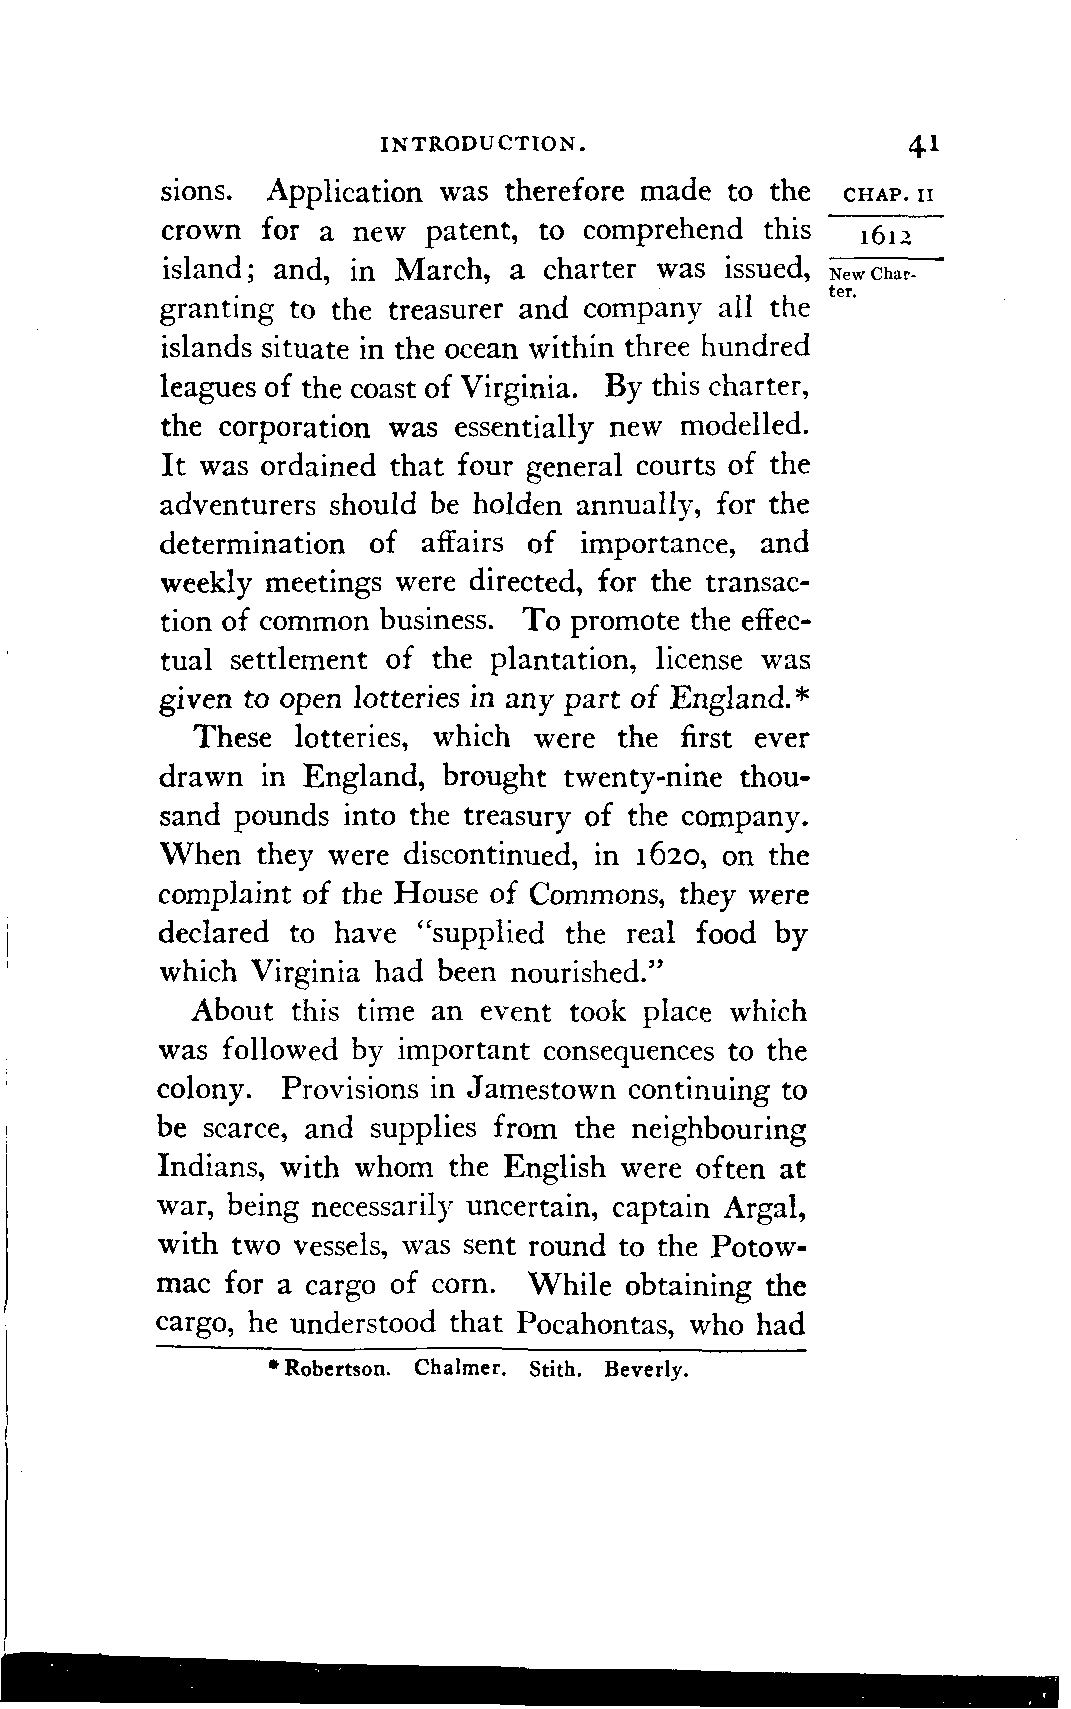 INTRODUCTION. 41
sions. Application was therefore made to the
crown for a new patent, to comprehend this
island; and, in March, a charter was issued,
granting to the treasurer and company all the
islands situate in the ocean within three hundred
leagues of the coast of Virginia. By this charter,
the corporation was essentially new modelled.
It was ordained that four general courts of the
adventurers should be holden annually, for the
determination of affairs of importance, and
weekly meetings were directed, for the transac-
tion of common business. To promote the effec-
tual settlement of the plantation, license was
given to open lotteries in any part of England.*
These lotteries, which were the first ever
drawn in England, brought twenty-nine thou-
sand pounds into the treasury of the company.
When they were discontinued, in 1620, on the
complaint of the House of Commons, they were
declared to have “supplied the real food by
which Virginia had been nourished.”
About this time an event took place which
was followed by important consequences to the
colony. Provisions in Jamestown continuing to
be scarce, and supplies from the neighbouring
Indians, with whom the English were often at
war, being necessarily uncertain, captain Argal,
with two vessels, was sent round to the Potow-
mac for a cargo of corn. While obtaining the
cargo, he understood that Pocahontas, who had
CHAP. II
1612
New Char-
ter.
*Robertson. Chalmer. Stith. Beverly.